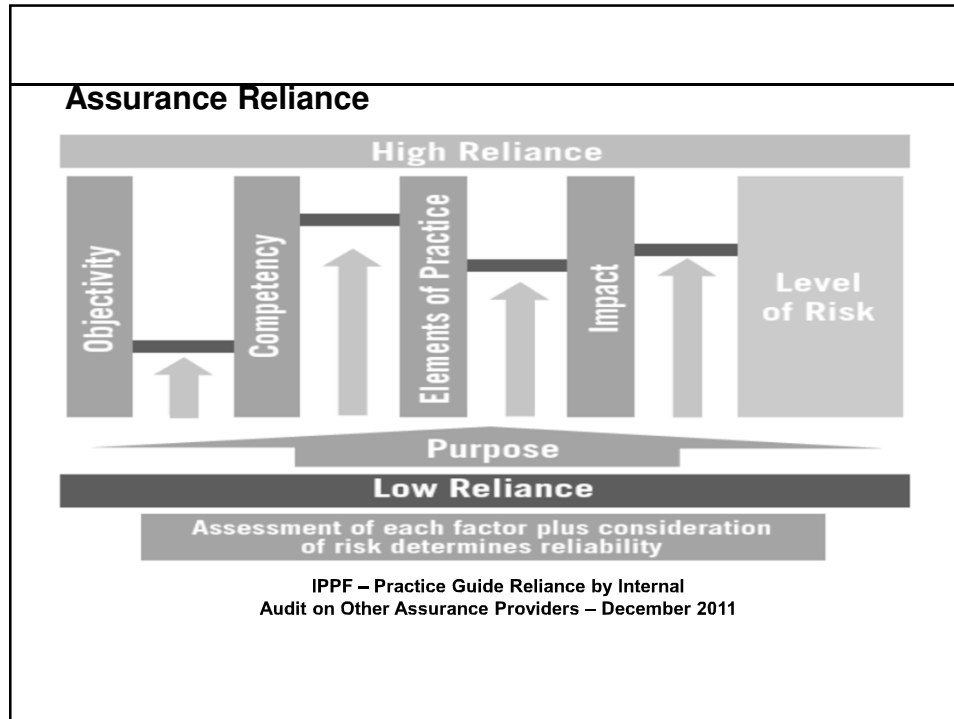 Assurance Reliance
High Reliance
Objectivity
Competency
Elements of Practice
Impact
Level
of Risk
Purpose
Low Reliance
Assessment of each factor plus consideration
of risk determines reliability
IPPF – Practice Guide Reliance by Internal
Audit on Other Assurance Providers – December 2011